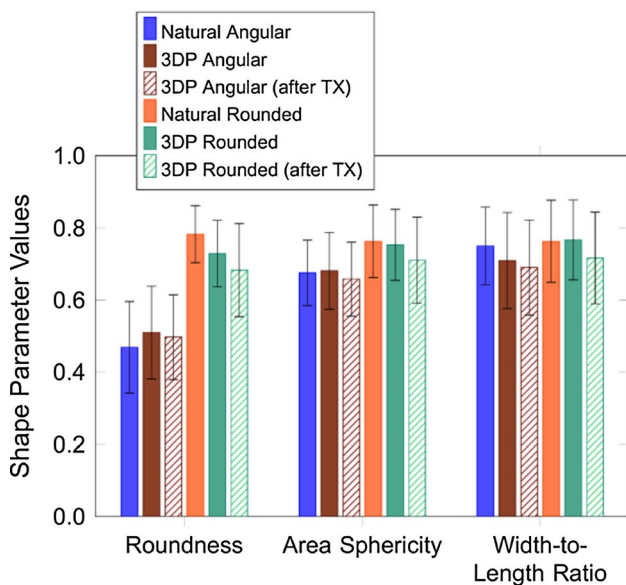 Natural Angular
3DP Angular
3DP Angular (after TX)
Natural Rounded
3DP Rounded
3DP Rounded (after TX)
Shape Parameter Values
1.0
0.8
0.6
0.4
0.2
0.0
Roundness
Area Sphericity
Width-to-
Length Ratio